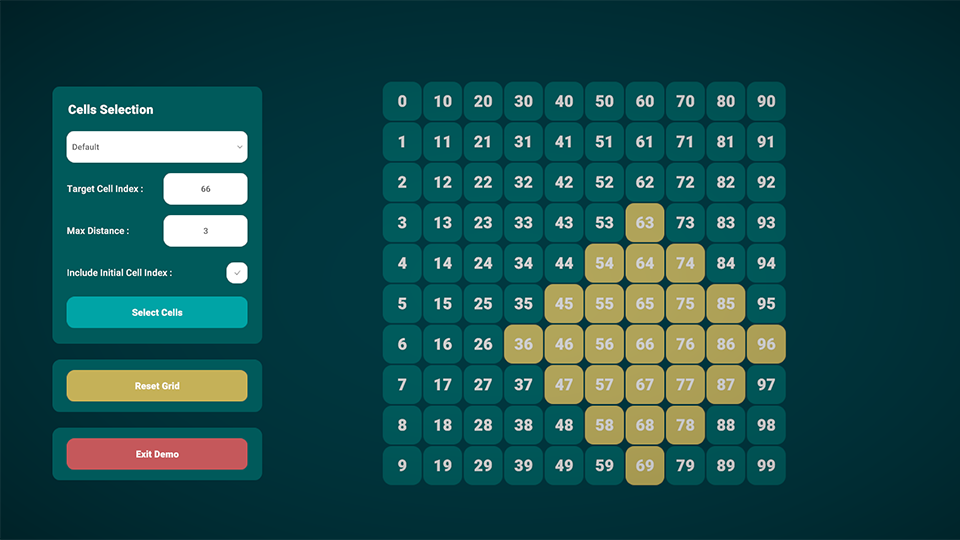 Cells Selection
Default
Target Cell Index : 66
Max Distance : 3
Include Initial Cell Index :
Select Cells
Reset Grid
Exit Demo
0 10 20 30 40 50 60 70 80 90
1 11 21 31 41 51 61 71 81 91
2 12 22 32 42 52 62 72 82 92
3 13 23 33 43 53 63 73 83 93
4 14 24 34 44 54 64 74 84 94
5 15 25 35 45 55 65 75 85 95
6 16 26 36 46 56 66 76 86 96
7 17 27 37 47 57 67 77 87 97
8 18 28 38 48 58 68 78 88 98
9 19 29 39 49 59 69 79 89 99